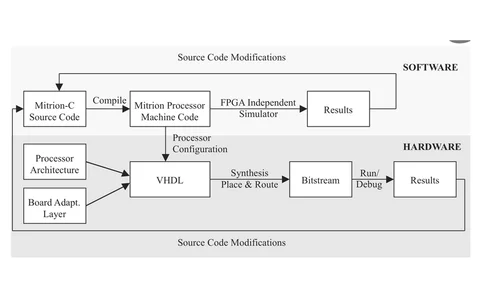 Source Code Modifications
SOFTWARE
Mitrion-C
Source Code
Compile
Mitrion Processor
Machine Code
FPGA Independent
Simulator
Results
Processor
Configuration
HARDWARE
Processor
Architecture
Board Adapt.
Layer
VHDL
Synthesis
Place & Route
Bitstream
Run/
Debug
Results
Source Code Modifications